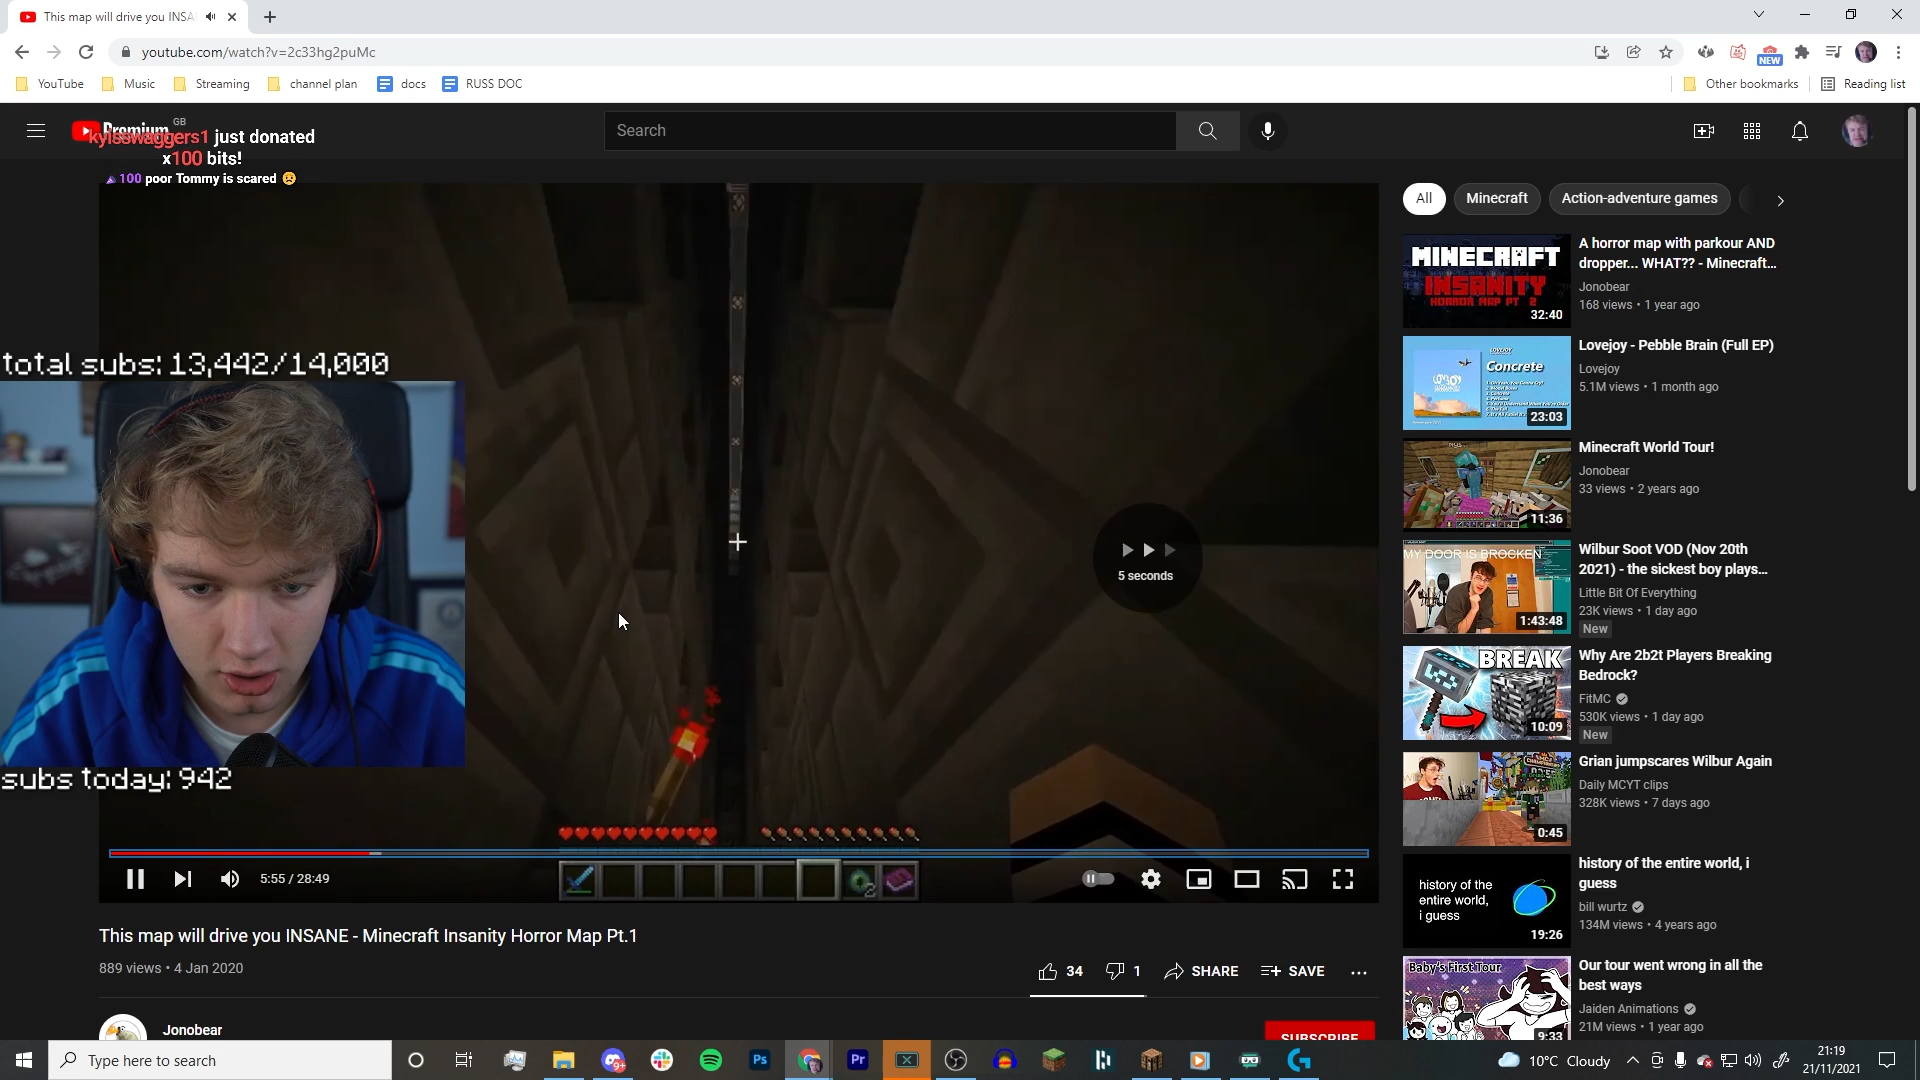 This map will drive you INSA
youtube.com/watch?v=2c33hg2puMc
NEW
YouTube
Music
Streaming
channel plan
docs
RUSS DOC
Other bookmarks
Reading list
Premium
GB
Search
kylsswaggers1 just donated
x100 bits!
100 poor Tommy is scared
total subs: 13,442/14,000
subs today: 942
5 seconds
2
5:55 / 28:49
This map will drive you INSANE - Minecraft Insanity Horror Map Pt.1
889 views • 4 Jan 2020
34
1
SHARE
SAVE
Jonobear
SUBSCRIBE
All
Minecraft
Action-adventure games
MINECRAFT
INSANITY
HORROR MAP PT 2
32:40
A horror map with parkour AND
dropper... WHAT?? - Minecraft...
Jonobear
168 views • 1 year ago
Concrete
23:03
Lovejoy - Pebble Brain (Full EP)
Lovejoy
5.1M views • 1 month ago
11:36
Minecraft World Tour!
Jonobear
33 views • 2 years ago
MY DOOR IS BROCKEN
1:43:48
Wilbur Soot VOD (Nov 20th
2021) - the sickest boy plays...
Little Bit Of Everything
23K views • 1 day ago
New
BREAK
10:09
Why Are 2b2t Players Breaking
Bedrock?
FitMC
530K views • 1 day ago
New
0:45
Grian jumpscares Wilbur Again
Daily MCYT clips
328K views • 7 days ago
history of the
entire world,
i guess
19:26
history of the entire world, i
guess
bill wurtz
134M views • 4 years ago
Baby's First Tour
9:33
Our tour went wrong in all the
best ways
Jaiden Animations
21M views • 1 year ago
Type here to search
9+
Ps
Pr
10°C Cloudy
21:19
21/11/2021